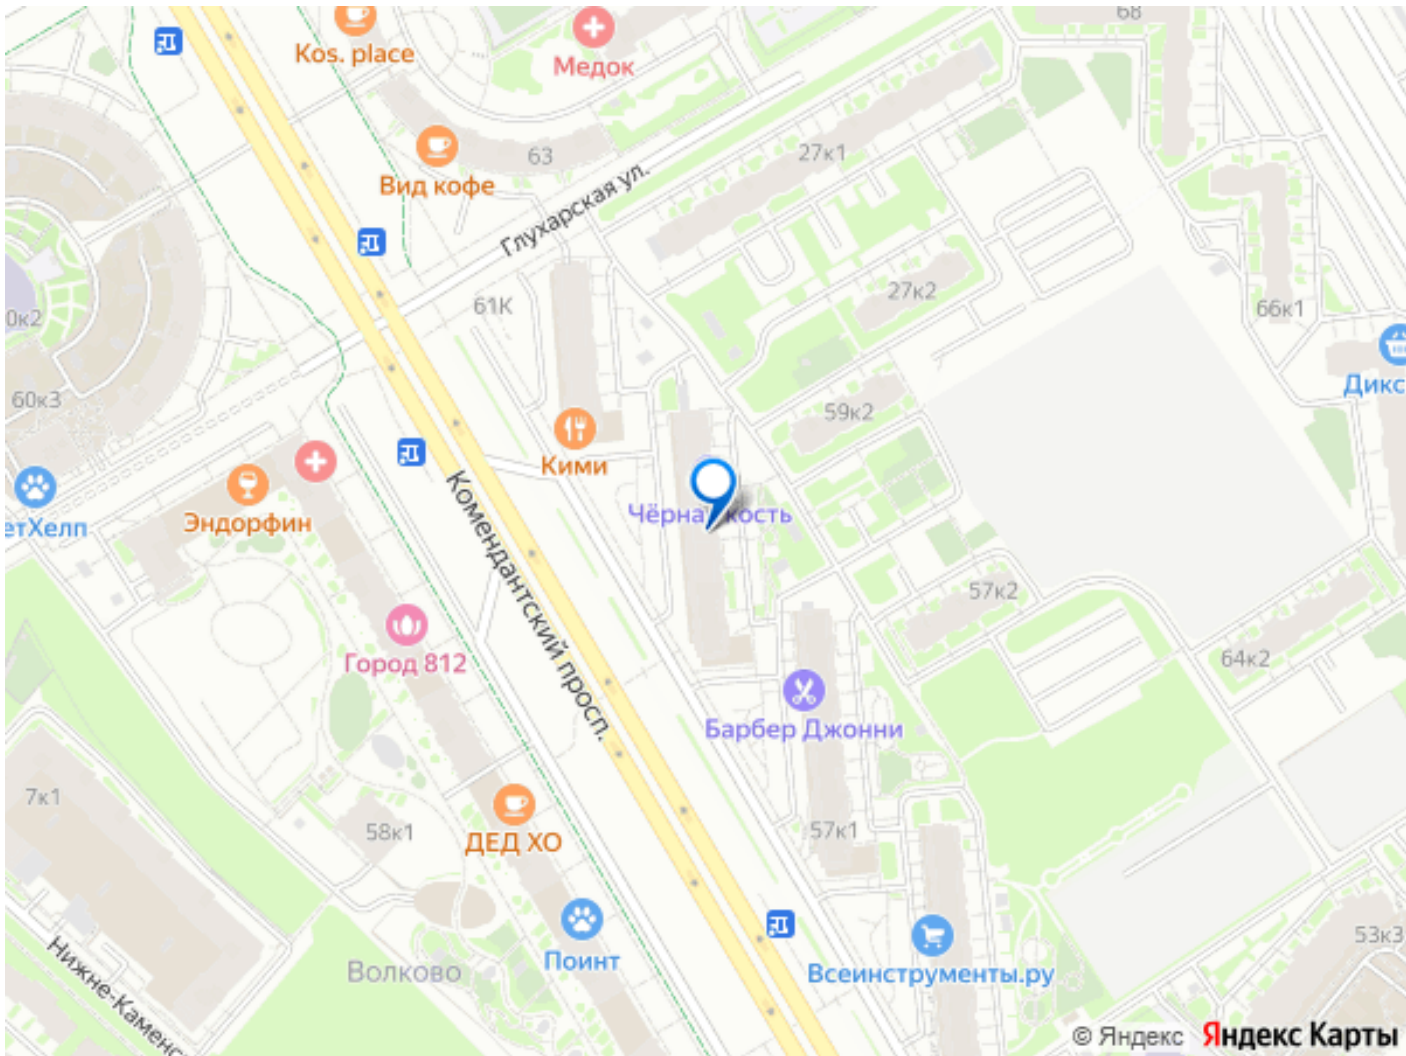 68
Kos. place
Медок
63
27к1
Вид кофе
Глухарская ул.
61К
27к2
66к1
0к2
Дикс
60к3
59к2
Кими
Эндорфин
етХелп
Чёрная кость
Комендантский просп.
57к2
Город 812
64к2
Барбер Джонни
7к1
58к1
ДЕД ХО
57к1
Поинт
Волково
Всеинструменты.ру
53к3
Нижне-Каменс
© Яндекс Яндекс Карты